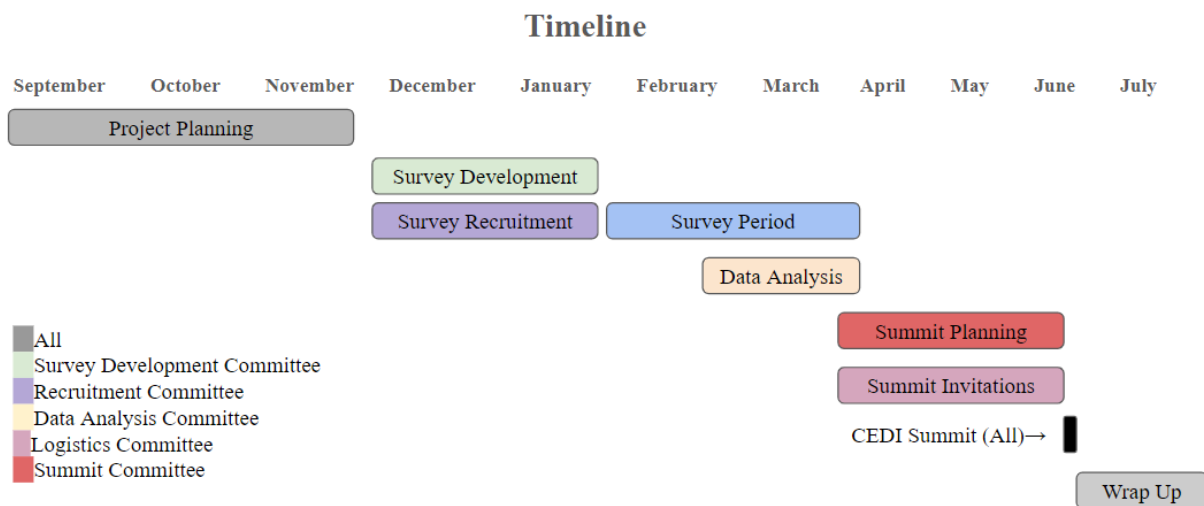 Timeline
September October November December January February March April May June July
Project Planning
Survey Development
Survey Recruitment Survey Period
Data Analysis
Summit Planning
Summit Invitations
CEDI Summit (All)→
Wrap Up
All
Survey Development Committee
Recruitment Committee
Data Analysis Committee
Logistics Committee
Summit Committee